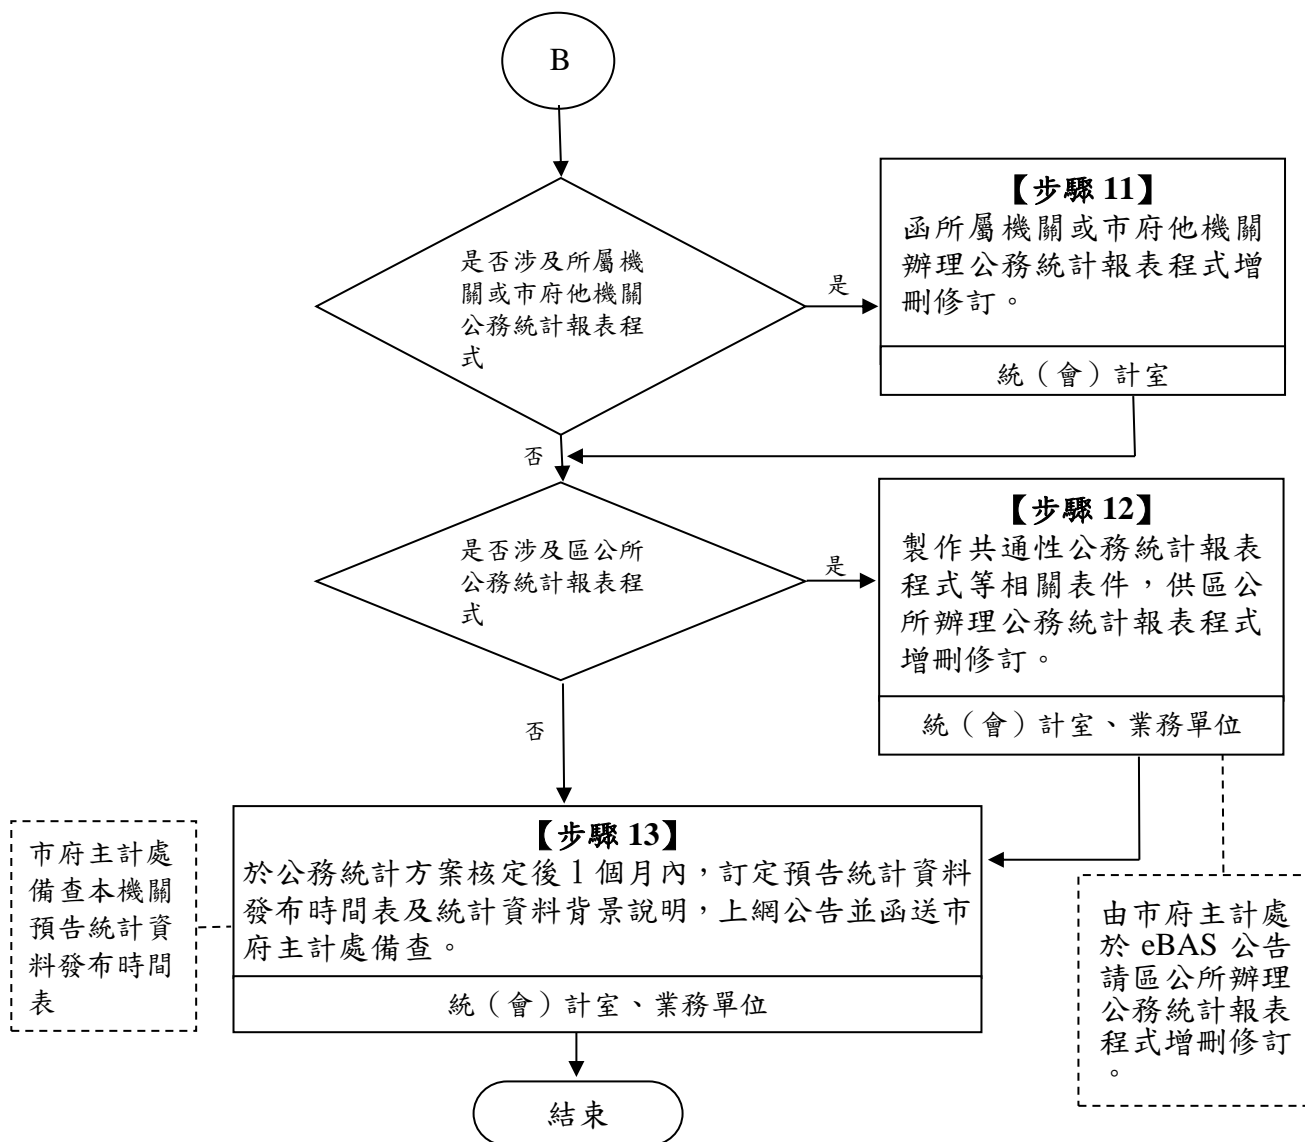 B
是否涉及所屬機
關或市府他機關
公務統計報表程
式
是
【步驟 11】
函所屬機關或市府他機關
辦理公務統計報表程式增
刪修訂。
統（會）計室
否
是否涉及區公所
公務統計報表程
式
是
【步驟 12】
製作共通性公務統計報表
程式等相關表件，供區公
所辦理公務統計報表程式
增刪修訂。
統（會）計室、業務單位
否
市府主計處
備查本機關
預告統計資
料發布時間
表
【步驟 13】
於公務統計方案核定後 1 個月內，訂定預告統計資料
發布時間表及統計資料背景說明，上網公告並函送市
府主計處備查。
統（會）計室、業務單位
由市府主計處
於 eBAS 公告
請區公所辦理
公務統計報表
程式增刪修訂
。
結束